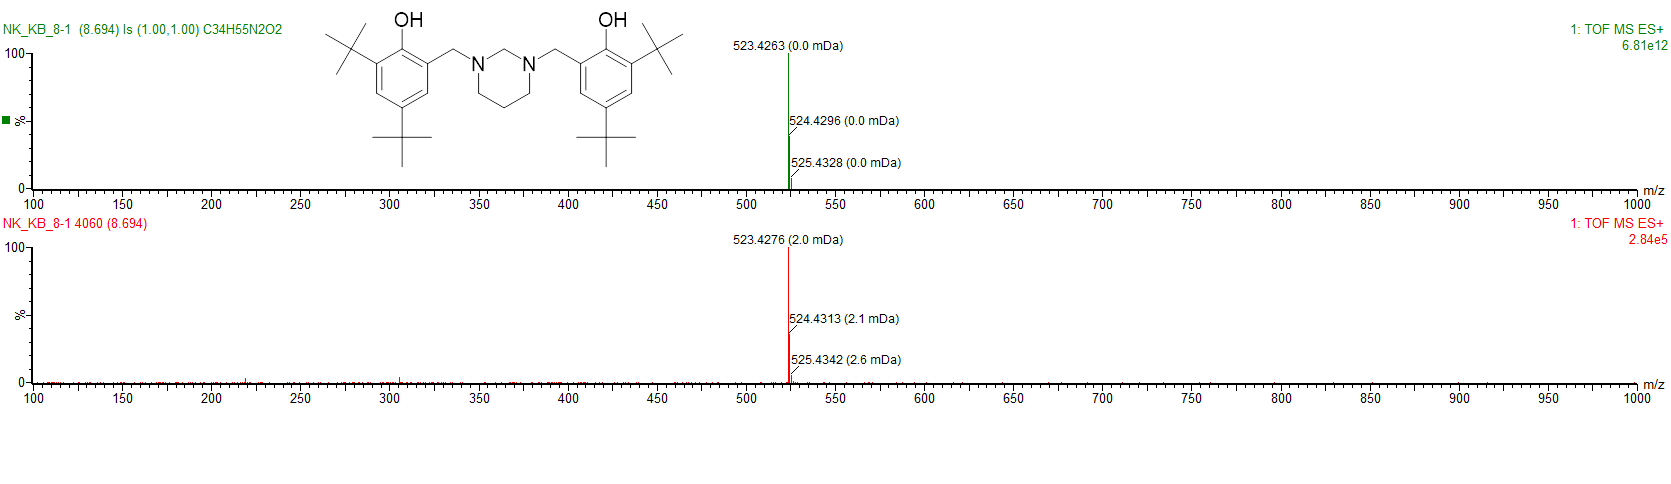 NK_KB_8-1 (8.694) Is (1.00,1.00) C34H55N2O2
1: TOF MS ES+
6.81e12
OH
OH
N
N
523.4263 (0.0 mDa)
524.4296 (0.0 mDa)
525.4328 (0.0 mDa)
100
%
0
m/z
100 150 200 250 300 350 400 450 500 550 600 650 700 750 800 850 900 950 1000
NK_KB_8-1 4060 (8.694)
1: TOF MS ES+
2.84e5
523.4276 (2.0 mDa)
524.4313 (2.1 mDa)
525.4342 (2.6 mDa)
100
%
0
m/z
100 150 200 250 300 350 400 450 500 550 600 650 700 750 800 850 900 950 1000